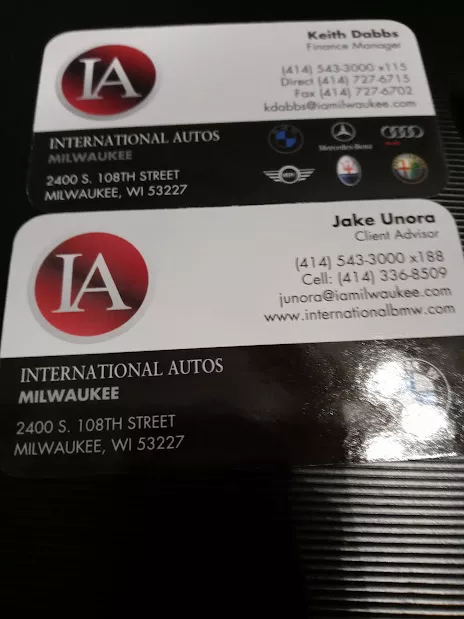 IA
Keith Dabbs
Finance Manager
(414) 543-3000 x115
Direct (414) 727-6715
Fax (414) 727-6702
kdabbs@iamilwaukee.com
INTERNATIONAL AUTOS
MILWAUKEE
2400 S. 108TH STREET
MILWAUKEE, WI 53227
Mercedes-Benz
Audi
MINI
IA
Jake Unora
Client Advisor
(414) 543-3000 x188
Cell: (414) 336-8509
junora@iamilwaukee.com
www.internationalbmw.com
INTERNATIONAL AUTOS
MILWAUKEE
2400 S. 108TH STREET
MILWAUKEE, WI 53227